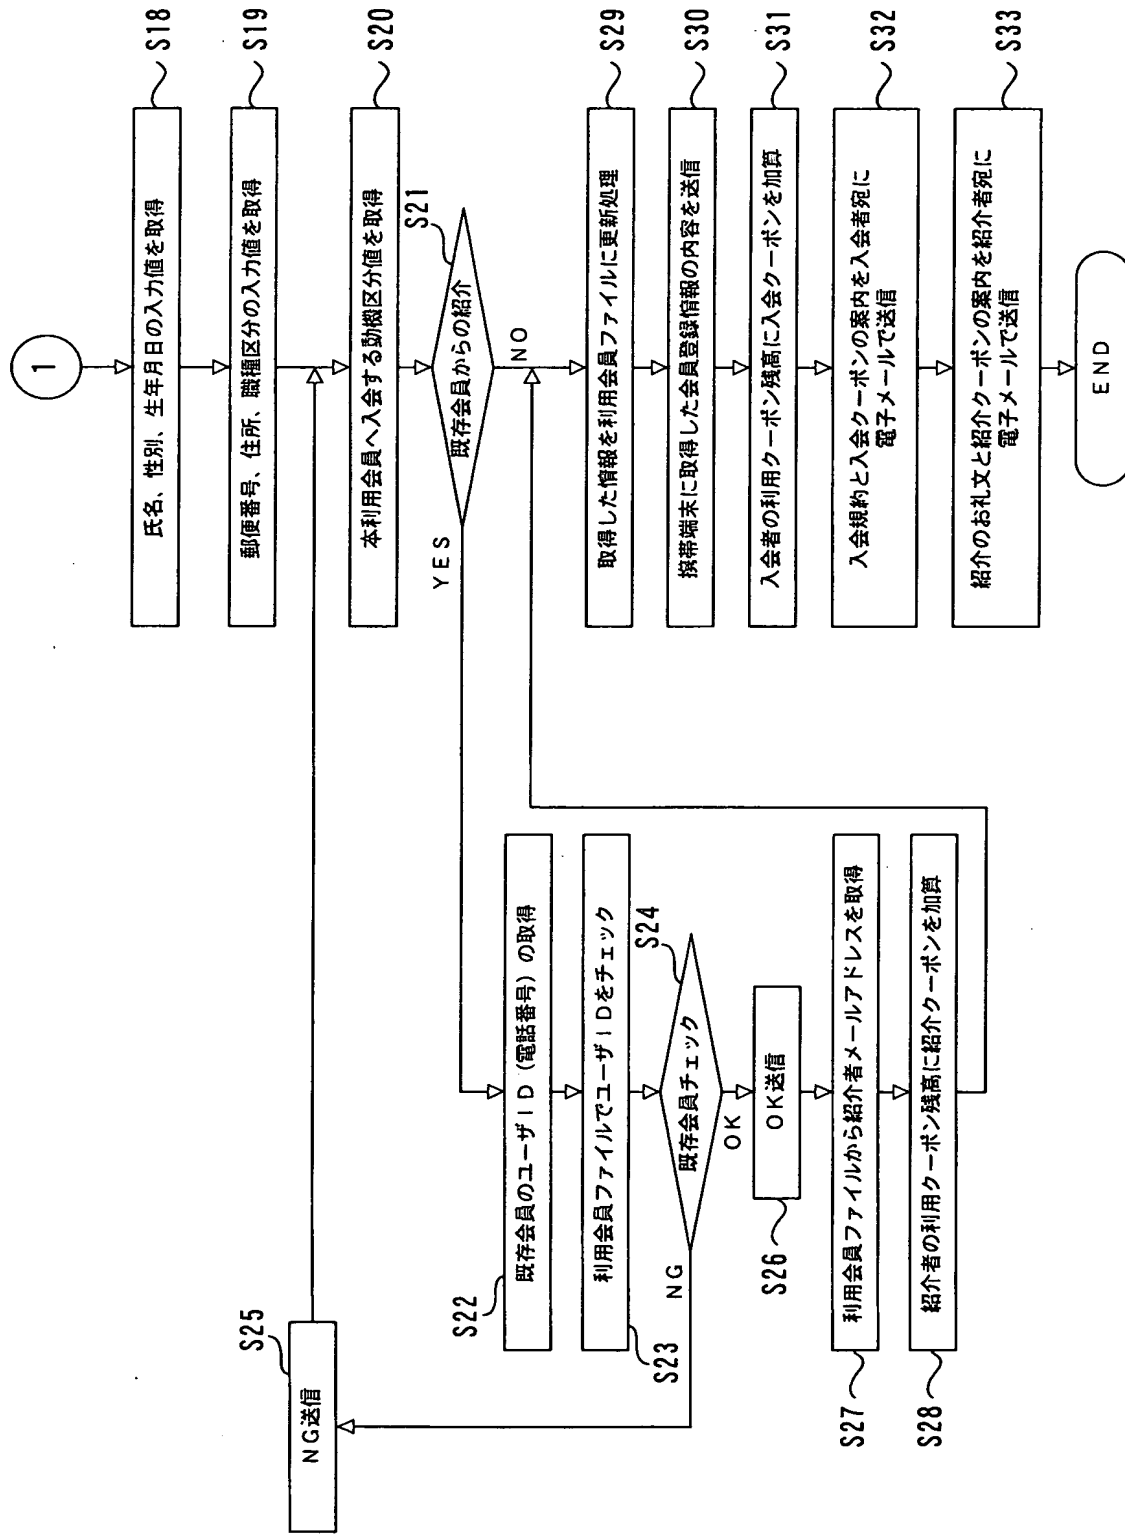 1
氏名、性別、生年月日の入力値を取得
S18
郵便番号、住所、職種区分の入力値を取得
S19
本利用会員へ入会する動機区分値を取得
S20
既存会員からの紹介
S21
YES
NO
既存会員のユーザID(電話番号)の取得
S22
利用会員ファイルでユーザIDをチェック
S23
既存会員チェック
S24
NG
OK
NG送信
S25
OK送信
S26
利用会員ファイルから紹介者メールアドレスを取得
S27
紹介者の利用クーポン残高に紹介クーポンを加算
S28
取得した情報を利用会員ファイルに更新処理
S29
携帯端末に取得した会員登録情報の内容を送信
S30
入会者の利用クーポン残高に入会クーポンを加算
S31
入会規約と入会クーポンの案内を入会者宛に
電子メールで送信
S32
紹介のお礼文と紹介クーポンの案内を紹介者宛に
電子メールで送信
S33
END